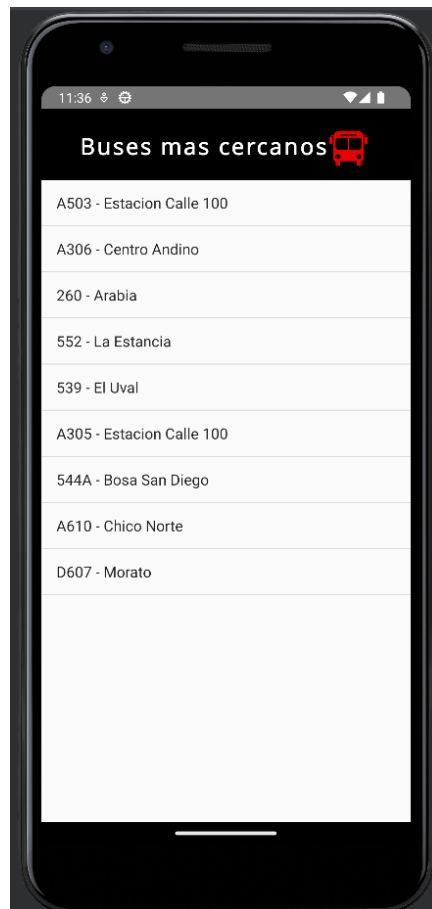 11:36
Buses mas cercanos
A503 - Estacion Calle 100
A306 - Centro Andino
260 - Arabia
552 - La Estancia
539 - El Uval
A305 - Estacion Calle 100
544A - Bosa San Diego
A610 - Chico Norte
D607 - Morato